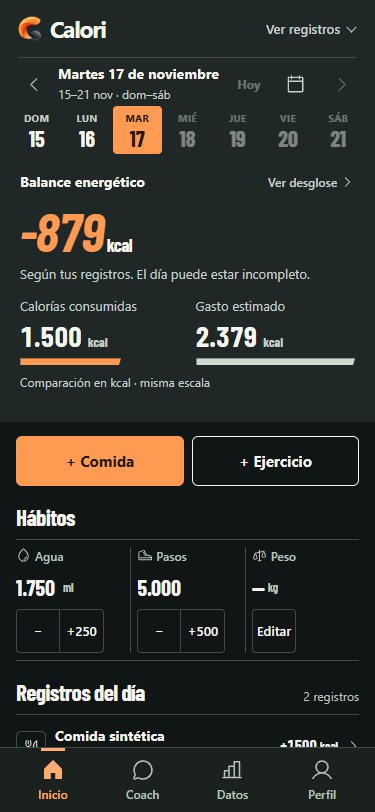 Calori
Ver registros
Martes 17 de noviembre
15–21 nov · dom–sáb
Hoy
DOM LUN MAR MIÉ JUE VIE SÁB
15 16 17 18 19 20 21
Balance energético
Ver desglose
-879 kcal
Según tus registros. El día puede estar incompleto.
Calorías consumidas
Gasto estimado
1.500 kcal
2.379 kcal
Comparación en kcal · misma escala
+ Comida
+ Ejercicio
Hábitos
Agua
Pasos
Peso
1.750 ml
5.000
— kg
− +250
− +500
Editar
Registros del día
2 registros
Comida sintética
+1500 kcal
Inicio
Coach
Datos
Perfil